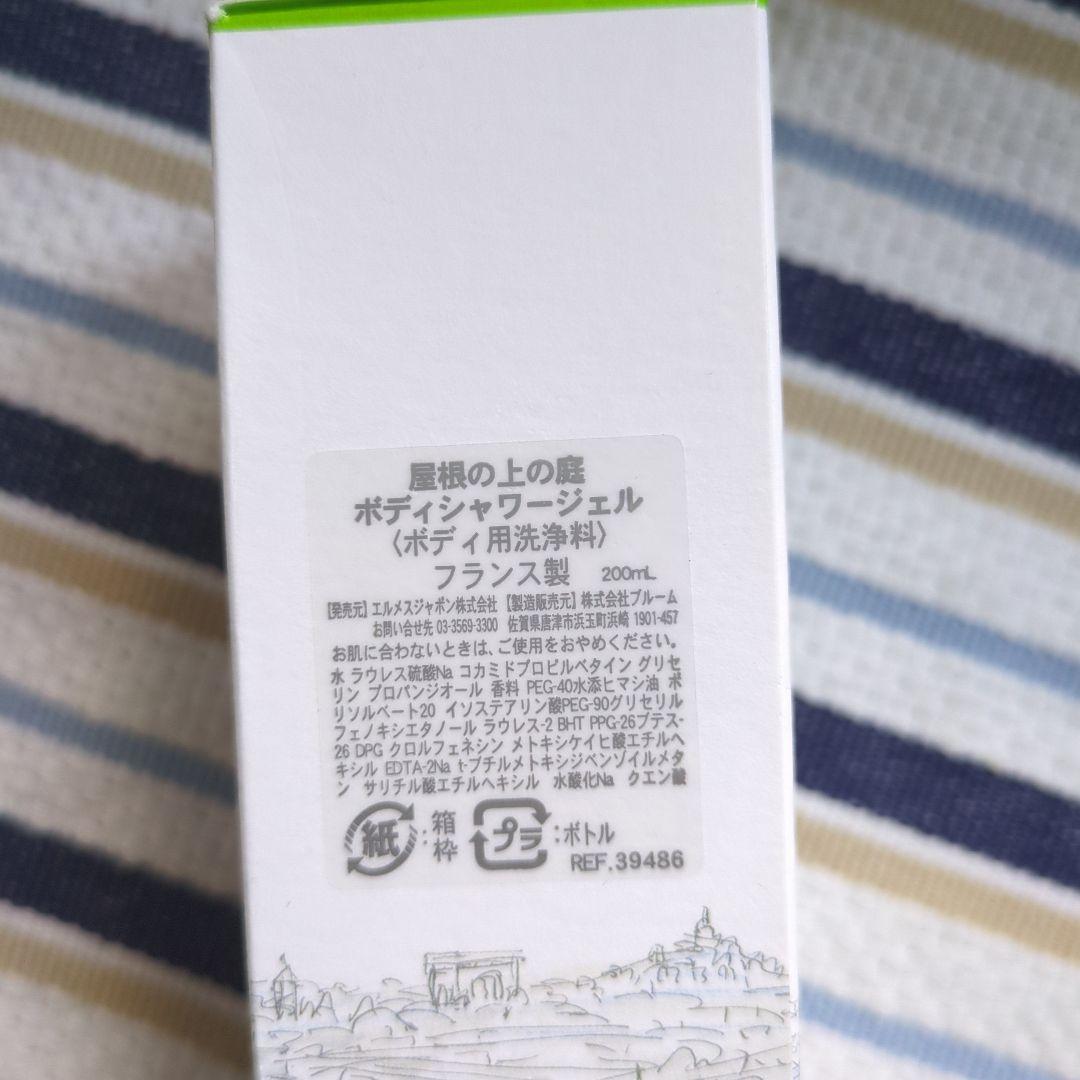 屋根の上の庭
ボディシャワージェル
〈ボディ用洗浄料〉
フランス製 200mL
【発売元】エルメスジャポン株式会社 【製造販売元】株式会社ブルーム
お問い合せ先 03-3569-3300 佐賀県唐津市浜玉町浜崎 1901-457
お肌に合わないときは、ご使用をおやめください。
水 ラウレス硫酸Na コカミドプロピルベタイン グリセ
リン プロパンジオール 香料 PEG-40水添ヒマシ油 ポ
リソルベート20 イソステアリン酸PEG-90グリセリル
フェノキシエタノール ラウレス-2 BHT PPG-26ブテス-
26 DPG クロルフェネシン メトキシケイヒ酸エチルヘ
キシル EDTA-2Na t-ブチルメトキシジベンゾイルメタ
ン サリチル酸エチルヘキシル 水酸化Na クエン酸
紙 : 箱枠 プラ : ボトル
REF.39486